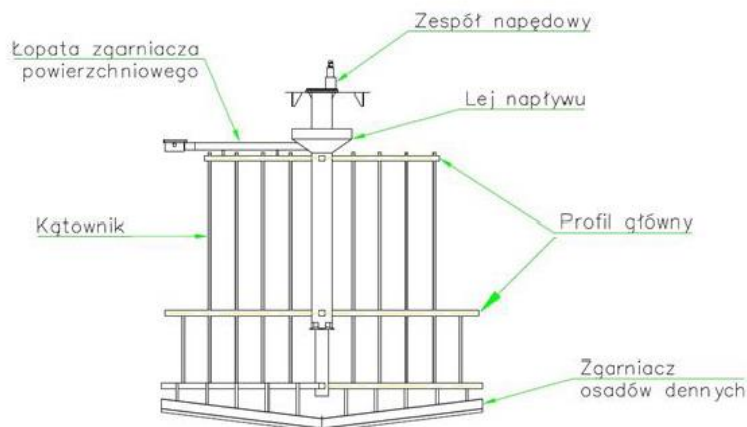 Zespół napędowy
Łopata zgarniacza
powierzchniowego
Lej napływu
Kątownik
Profil główny
Zgarniacz
osadów dennych